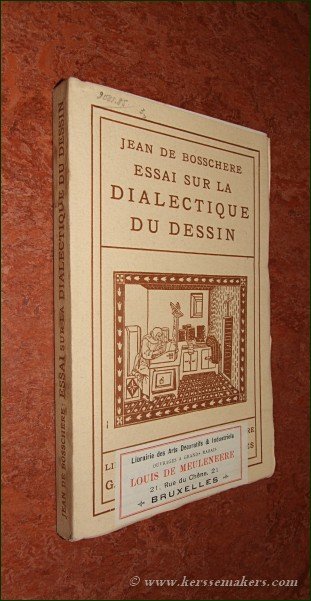 JEAN DE BOSSCHERE
ESSAI SUR LA
DIALECTIQUE
DU DESSIN
Librairie des Arts Décoratifs & Industriels
OUVRAGES A GRANDS RABAIS
LOUIS DE MEULENEERE
21, Rue du Chêne, 21
BRUXELLES
JEAN DE BOSSCHERE: ESSAI SUR LA DIALECTIQUE DU DESSIN
© www.kerssemakers.com